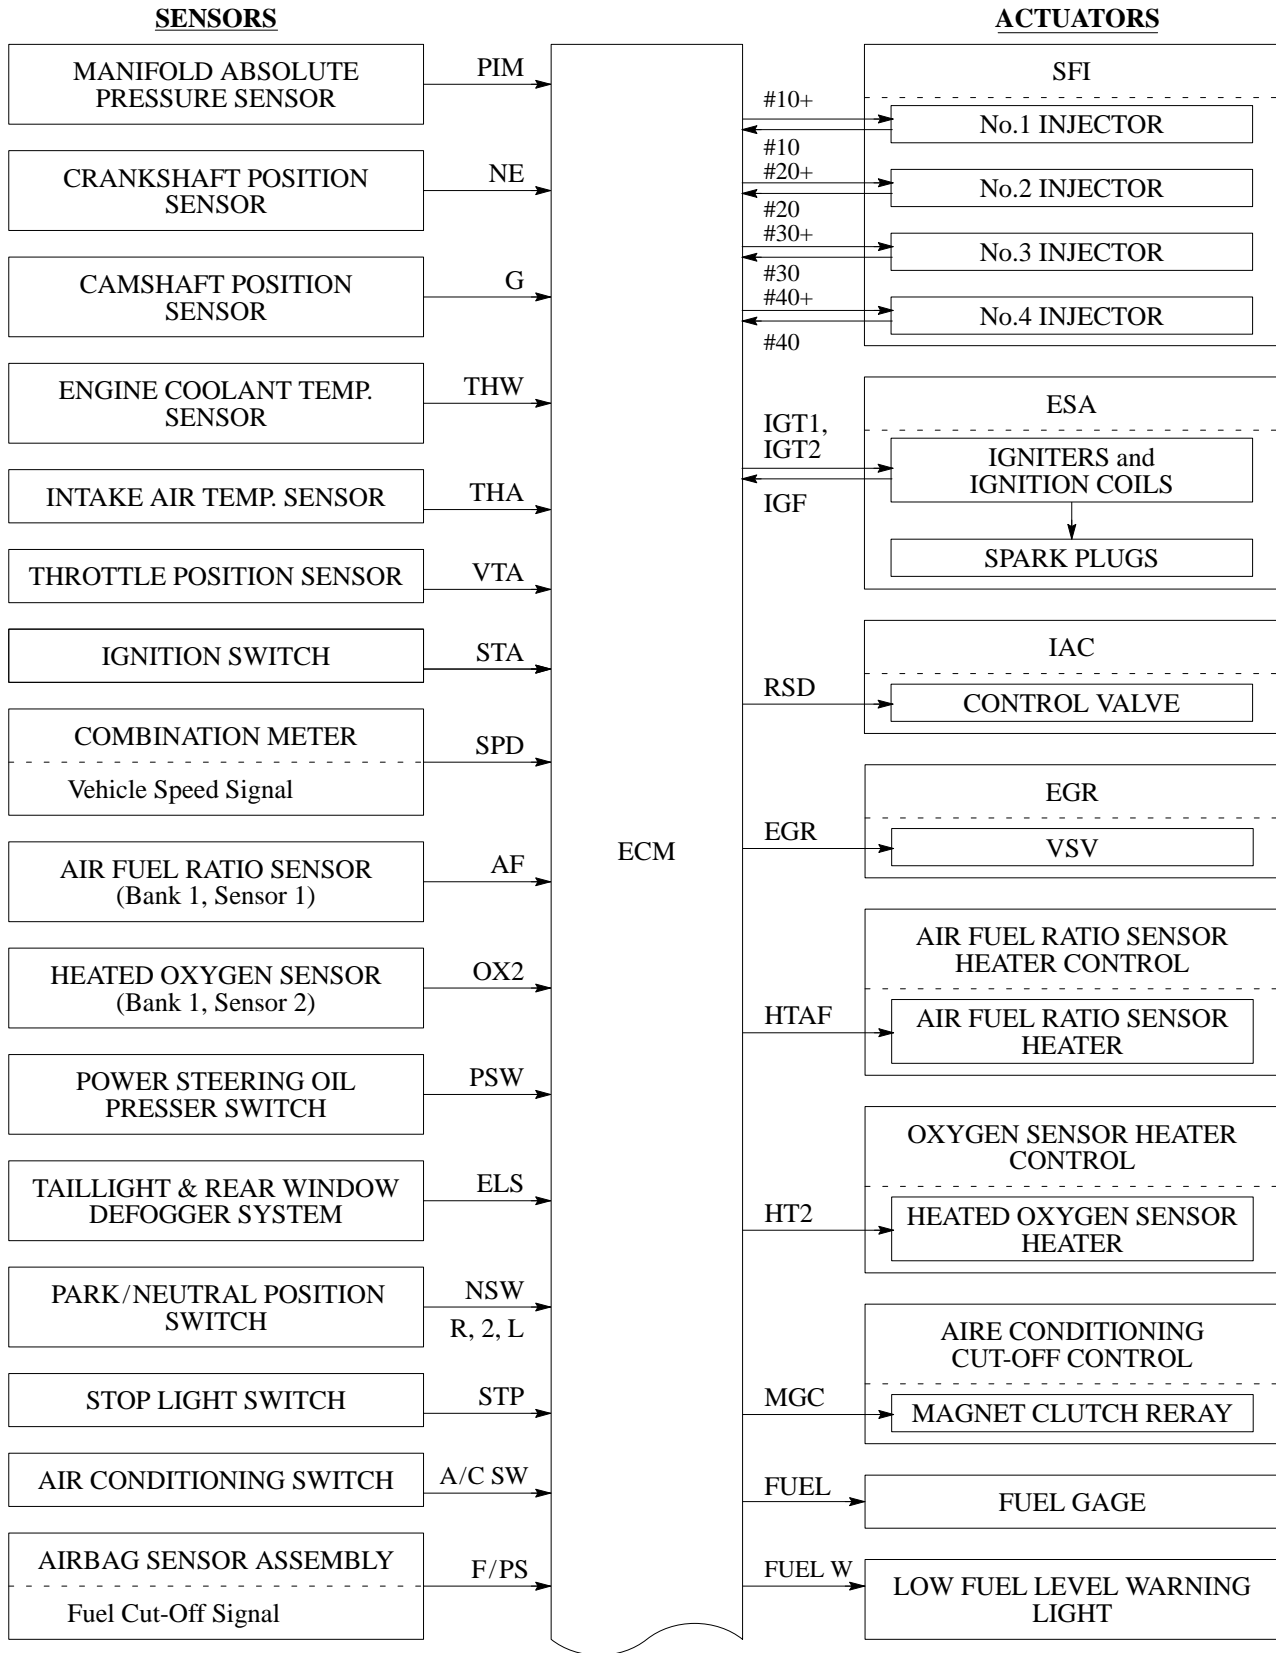 SENSORS
MANIFOLD ABSOLUTE
PRESSURE SENSOR
PIM
CRANKSHAFT POSITION
SENSOR
NE
CAMSHAFT POSITION
SENSOR
G
ENGINE COOLANT TEMP.
SENSOR
THW
INTAKE AIR TEMP. SENSOR
THA
THROTTLE POSITION SENSOR
VTA
IGNITION SWITCH
STA
COMBINATION METER
Vehicle Speed Signal
SPD
AIR FUEL RATIO SENSOR
(Bank 1, Sensor 1)
AF
HEATED OXYGEN SENSOR
(Bank 1, Sensor 2)
OX2
POWER STEERING OIL
PRESSER SWITCH
PSW
TAILLIGHT & REAR WINDOW
DEFOGGER SYSTEM
ELS
PARK/NEUTRAL POSITION
SWITCH
NSW
R, 2, L
STOP LIGHT SWITCH
STP
AIR CONDITIONING SWITCH
A/C SW
AIRBAG SENSOR ASSEMBLY
Fuel Cut-Off Signal
F/PS
ECM
ACTUATORS
SFI
#10+
No.1 INJECTOR
#10
#20+
No.2 INJECTOR
#20
#30+
No.3 INJECTOR
#30
#40+
No.4 INJECTOR
#40
ESA
IGT1,
IGT2
IGNITERS and
IGNITION COILS
IGF
SPARK PLUGS
IAC
RSD
CONTROL VALVE
EGR
EGR
VSV
AIR FUEL RATIO SENSOR
HEATER CONTROL
HTAF
AIR FUEL RATIO SENSOR
HEATER
OXYGEN SENSOR HEATER
CONTROL
HT2
HEATED OXYGEN SENSOR
HEATER
AIRE CONDITIONING
CUT-OFF CONTROL
MGC
MAGNET CLUTCH RERAY
FUEL
FUEL GAGE
FUEL W
LOW FUEL LEVEL WARNING
LIGHT